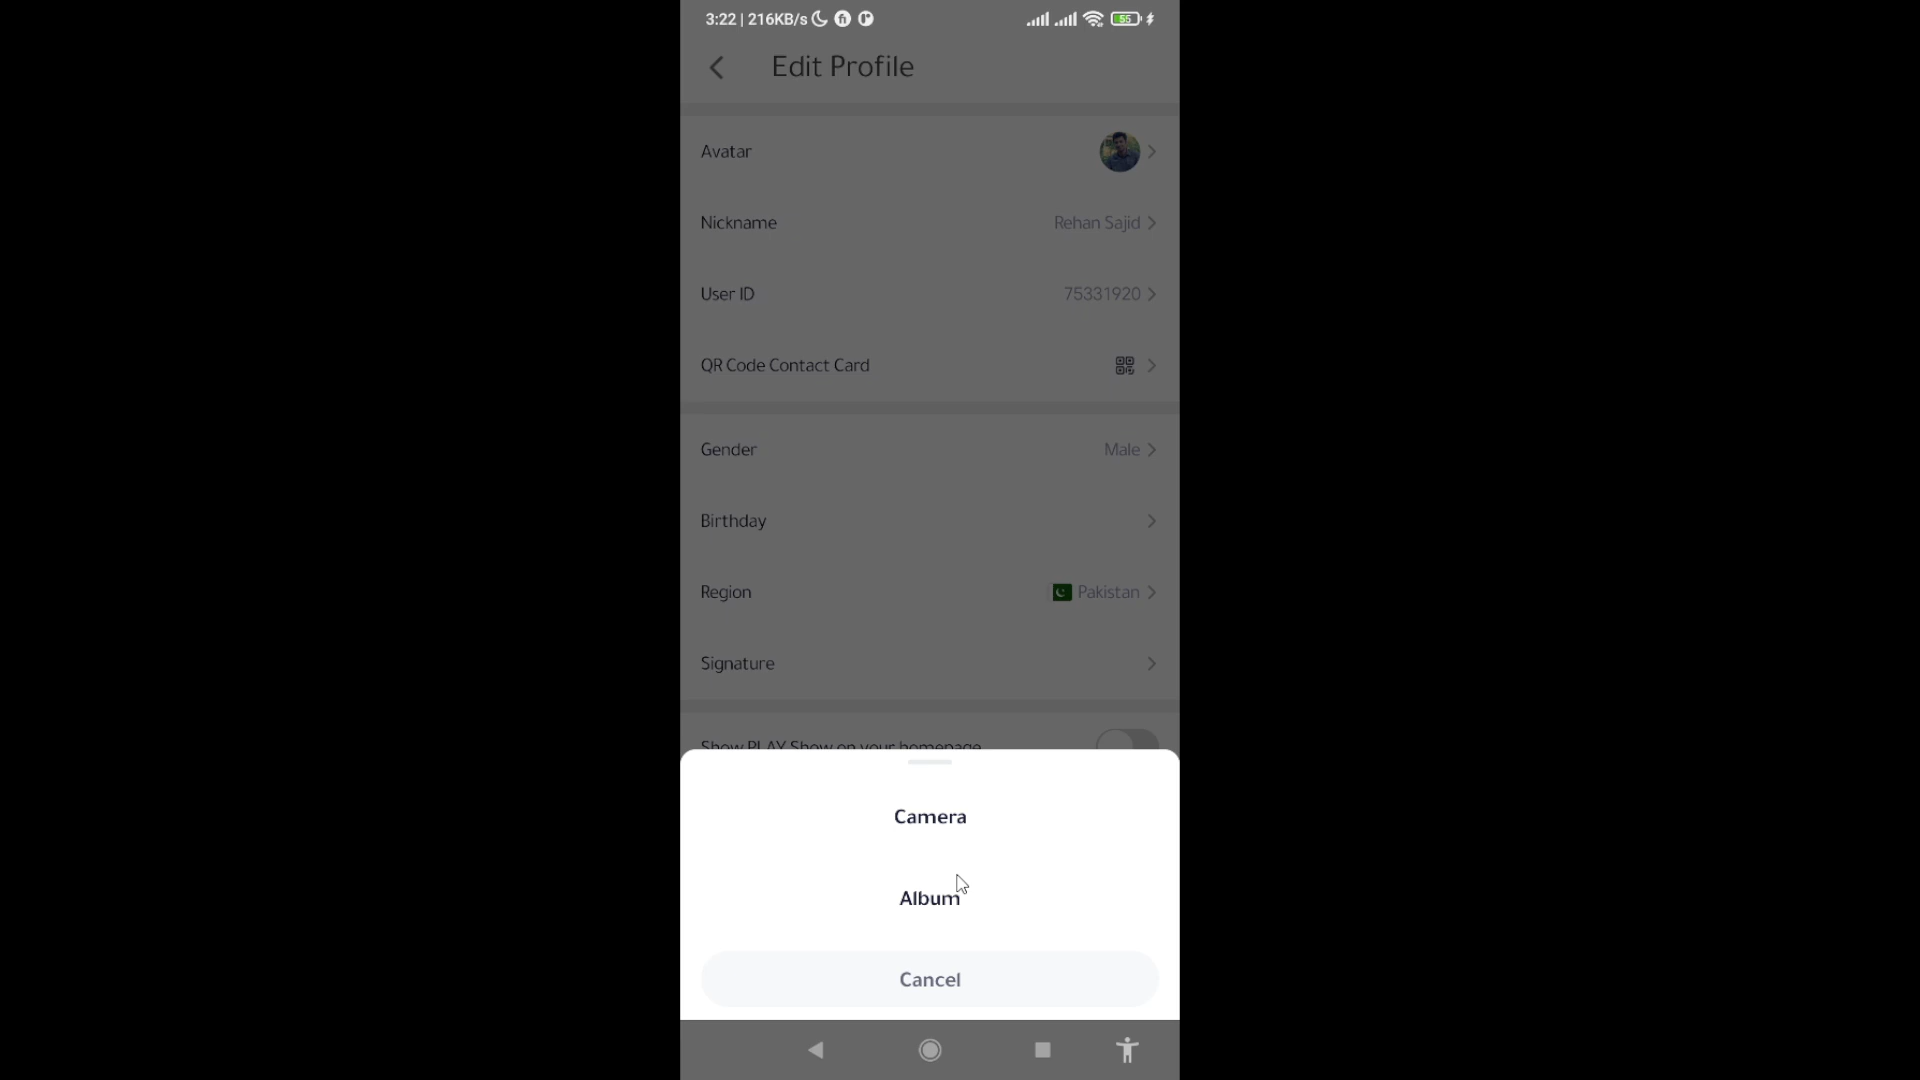 3:22 | 216KB/s 55
Edit Profile
Avatar
Nickname Rehan Sajid
User ID 75331920
QR Code Contact Card
Gender Male
Birthday
Region Pakistan
Signature
Show PLAY Show on your homepage
Camera
Album
Cancel